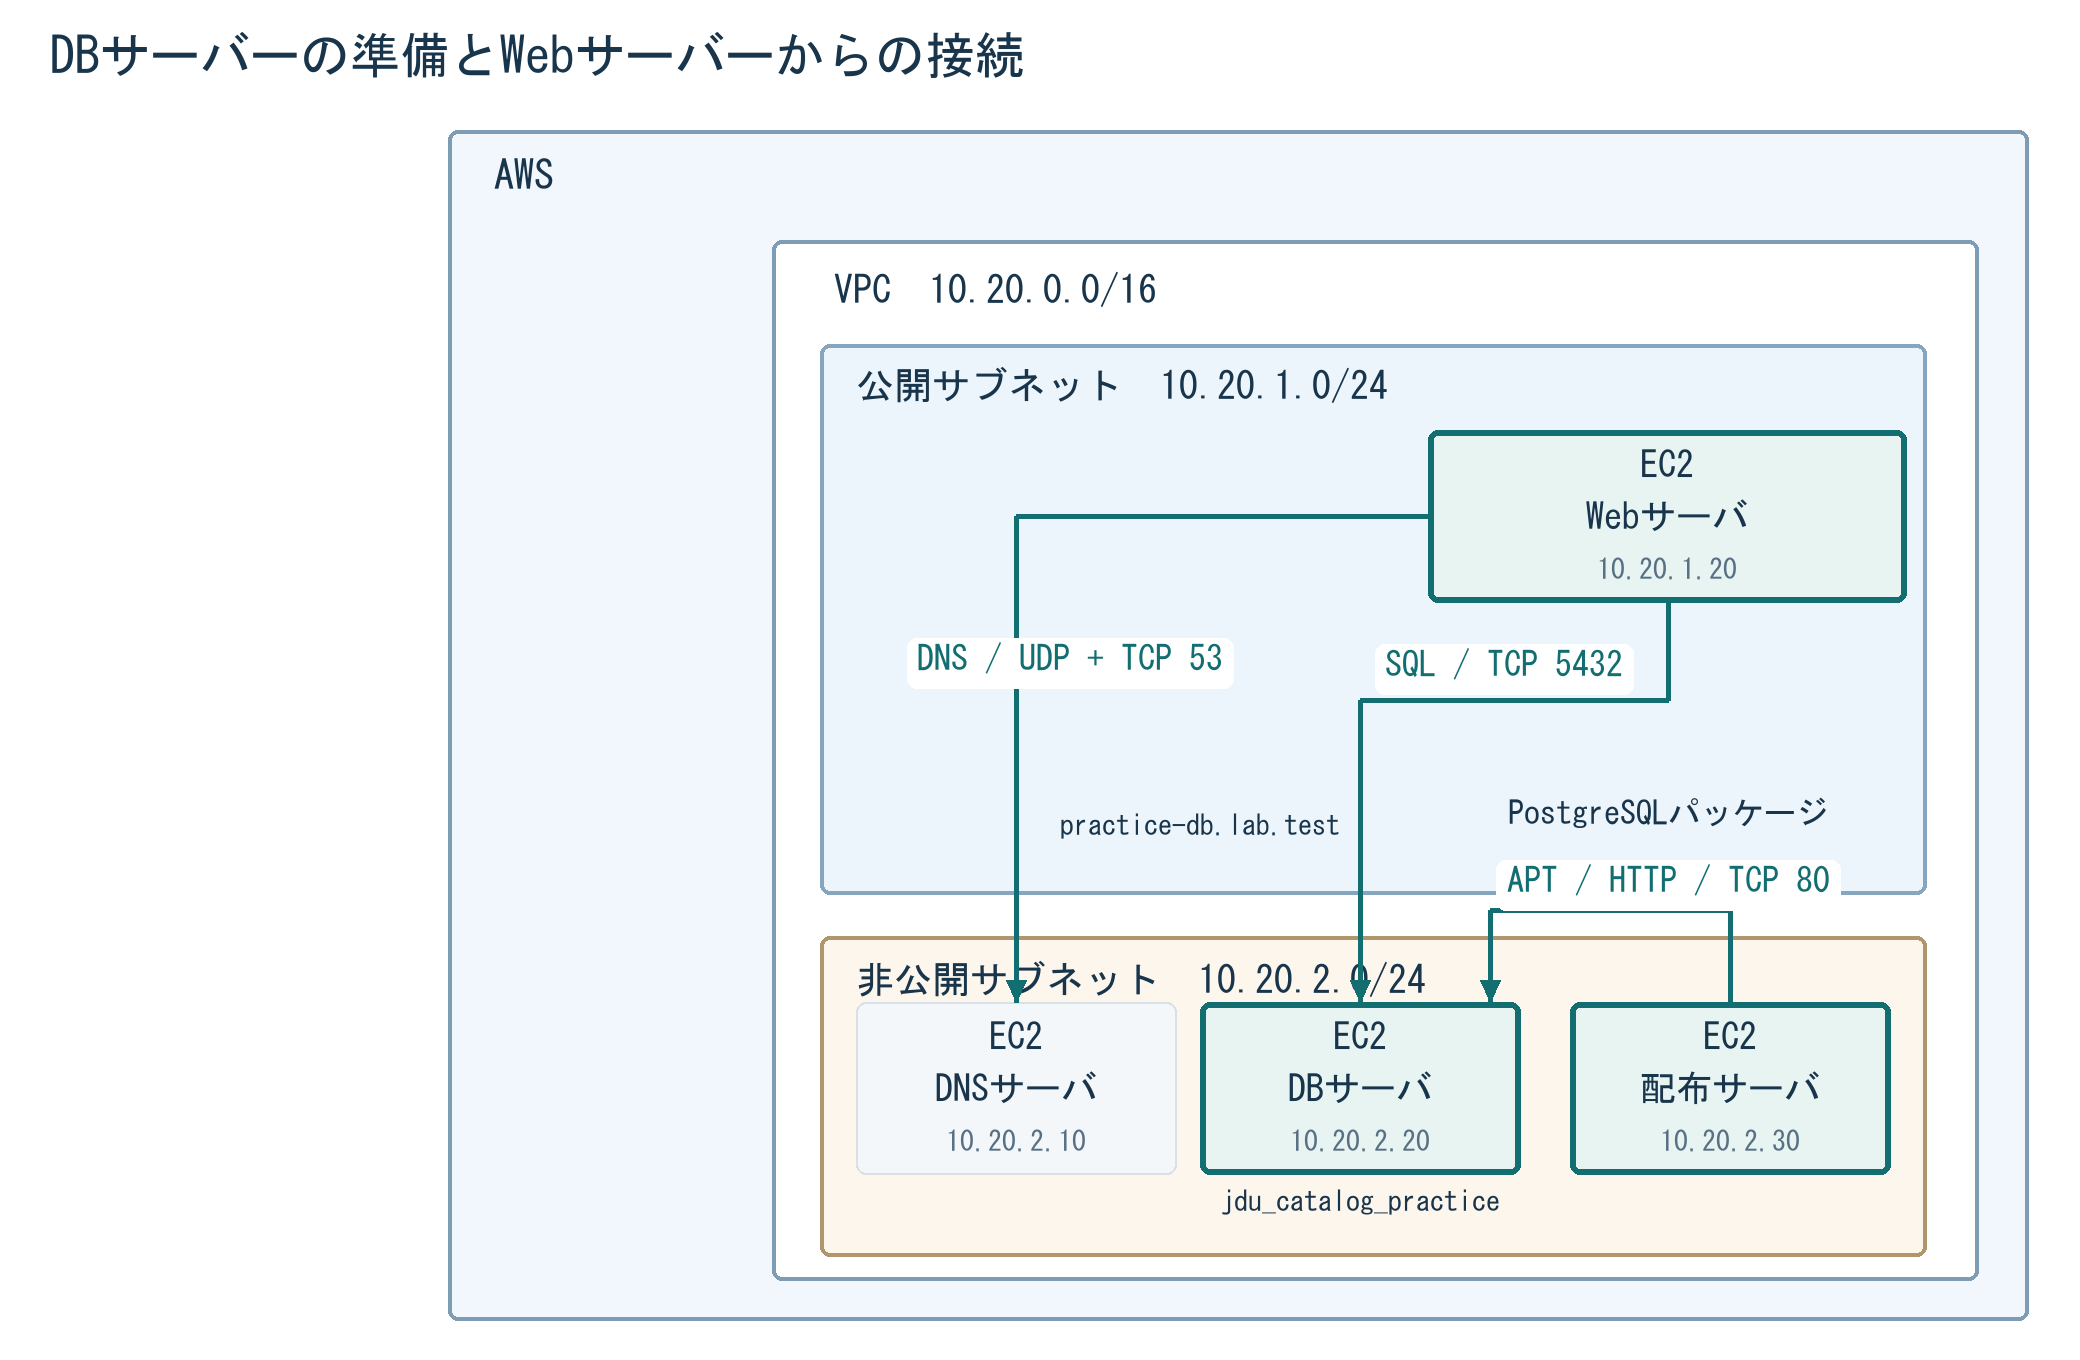 DBサーバーの準備とWebサーバーからの接続
AWS
VPC 10.20.0.0/16
公開サブネット 10.20.1.0/24
EC2
Webサーバ
10.20.1.20
DNS / UDP + TCP 53
SQL / TCP 5432
practice-db.lab.test
PostgreSQLパッケージ
APT / HTTP / TCP 80
非公開サブネット 10.20.2.0/24
EC2
DNSサーバ
10.20.2.10
EC2
DBサーバ
10.20.2.20
jdu_catalog_practice
EC2
配布サーバ
10.20.2.30